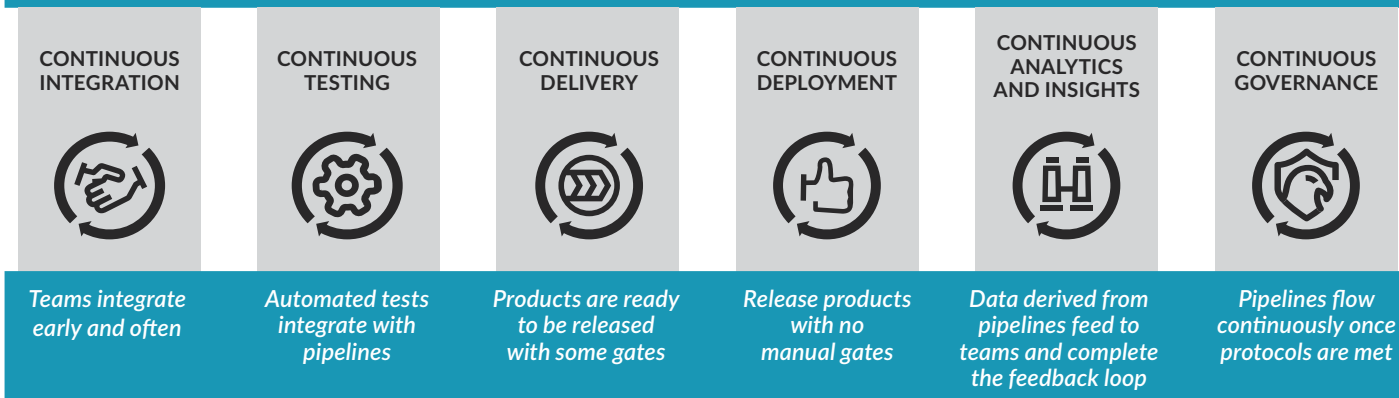 CONTINUOUS
INTEGRATION
CONTINUOUS
TESTING
CONTINUOUS
DELIVERY
CONTINUOUS
DEPLOYMENT
CONTINUOUS
ANALYTICS
AND INSIGHTS
CONTINUOUS
GOVERNANCE
Teams integrate
early and often
Automated tests
integrate with
pipelines
Products are ready
to be released
with some gates
Release products
with no
manual gates
Data derived from
pipelines feed to
teams and complete
the feedback loop
Pipelines flow
continuously once
protocols are met